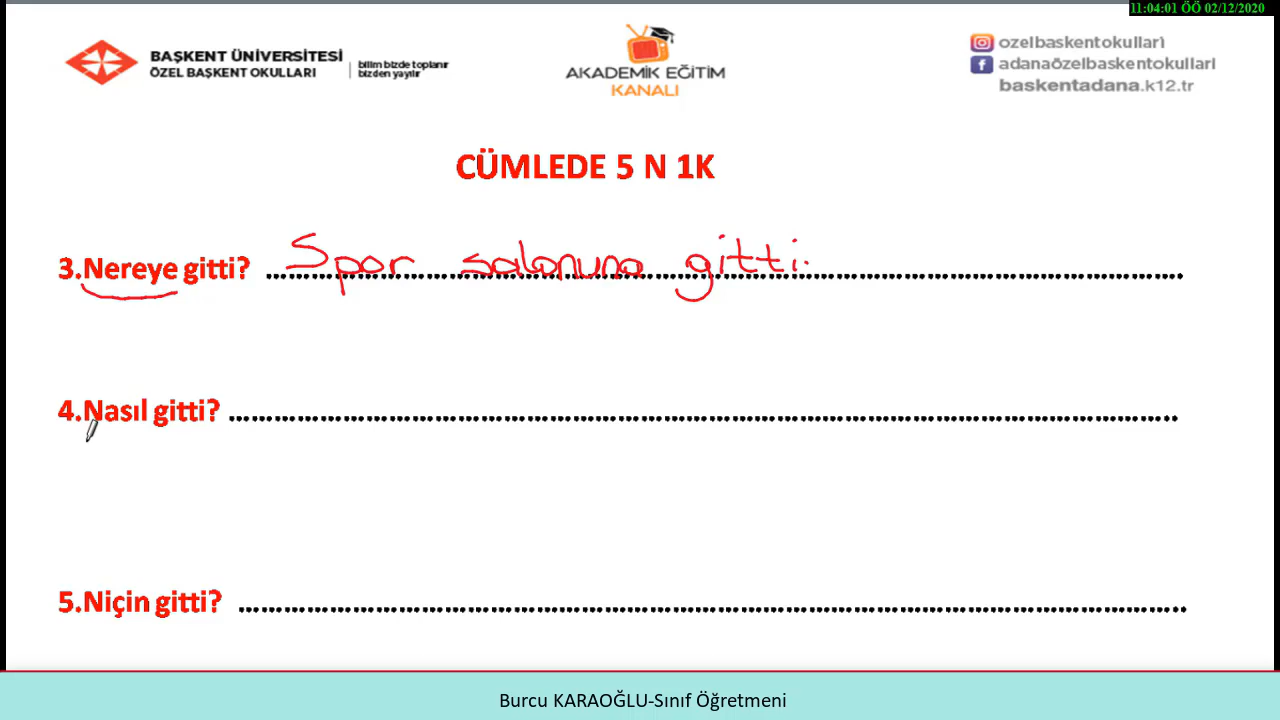 11:04:01 ÖÖ 02/12/2020
BAŞKENT ÜNİVERSİTESİ
ÖZEL BAŞKENT OKULLARI
bilim bizde toplanır
bizden yayılır
AKADEMİK EĞİTİM
KANALI
ozelbaskentokullari
adanaözelbaskentokullari
baskentadana.k12.tr
CÜMLEDE 5 N 1K
3.Nereye gitti? Spor salonuna gitti.
4.Nasıl gitti?
5.Niçin gitti?
Burcu KARAOĞLU-Sınıf Öğretmeni